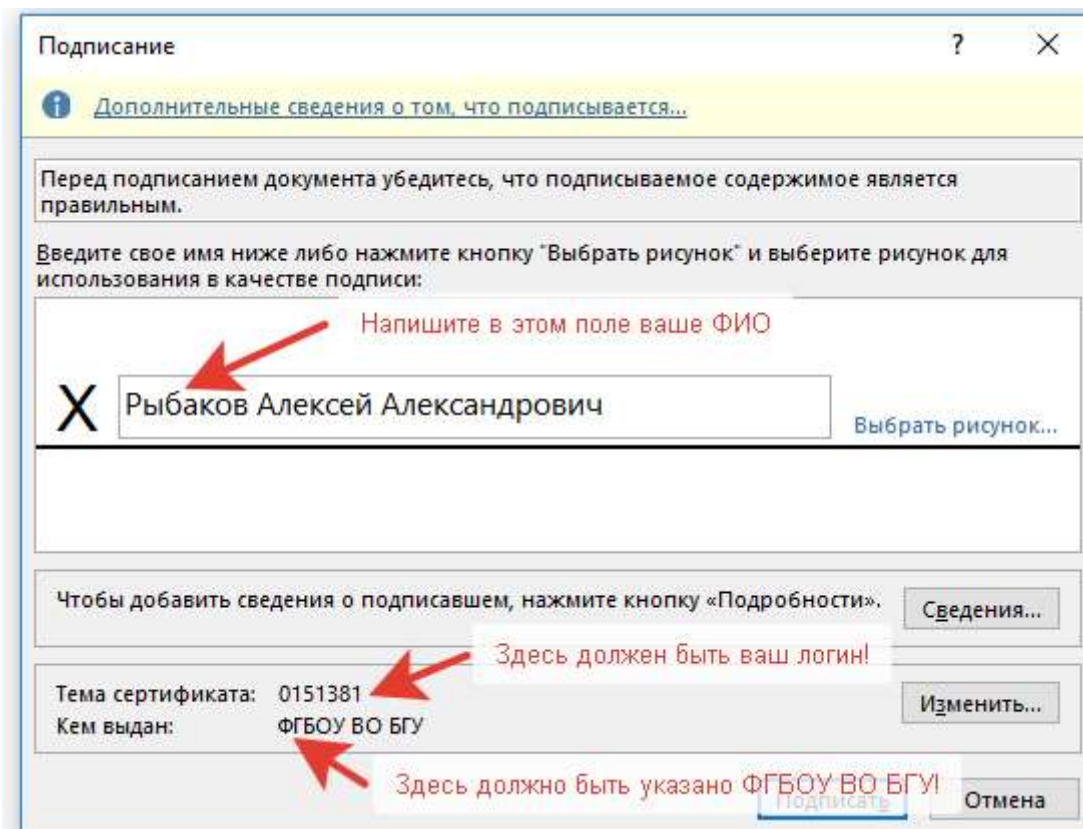 Подписание ? ×
Дополнительные сведения о том, что подписывается...
Перед подписанием документа убедитесь, что подписываемое содержимое является
правильным.
Введите свое имя ниже либо нажмите кнопку "Выбрать рисунок" и выберите рисунок для
использования в качестве подписи:
Напишите в этом поле ваше ФИО
X Рыбаков Алексей Александрович
Выбрать рисунок...
Чтобы добавить сведения о подписавшем, нажмите кнопку «Подробности».
Сведения...
Здесь должен быть ваш логин!
Тема сертификата: 0151381
Изменить...
Кем выдан: ФГБОУ ВО БГУ
Здесь должно быть указано ФГБОУ ВО БГУ!
Подписать Отмена